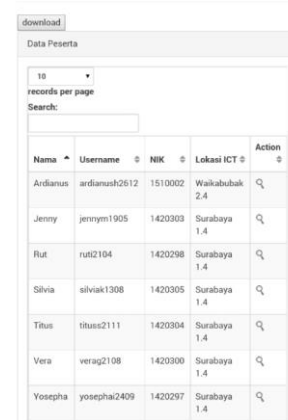 download
Data Peserta
10
records per page
Search:
Action
Nama Username NIK Lokasi ICT
Ardianus ardianush2612 1510002 Waikabubak
2.4
Jenny jennym1905 1420303 Surabaya
1.4
Rut ruti2104 1420298 Surabaya
1.4
Silvia silviak1308 1420305 Surabaya
1.4
Titus tituss2111 1420304 Surabaya
1.4
Vera verag2108 1420300 Surabaya
1.4
Yosepha yosephai2409 1420297 Surabaya
1.4